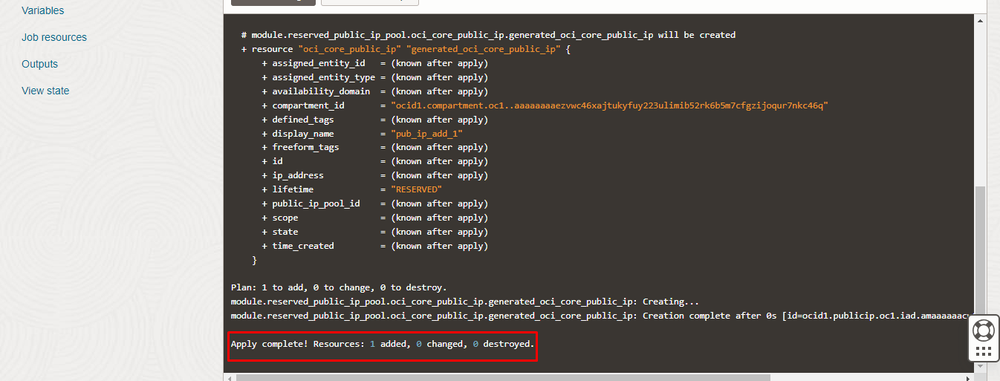 Variables
Job resources
Outputs
View state
# module.reserved_public_ip_pool.oci_core_public_ip.generated_oci_core_public_ip will be created
+ resource "oci_core_public_ip" "generated_oci_core_public_ip" {
+ assigned_entity_id = (known after apply)
+ assigned_entity_type = (known after apply)
+ availability_domain = (known after apply)
+ compartment_id = "ocid1.compartment.oc1..aaaaaaaaezvwc46xajtukyfuy223ulimib52rk6b5m7cfgzijoqur7nkc46q"
+ defined_tags = (known after apply)
+ display_name = "pub_ip_add_1"
+ freeform_tags = (known after apply)
+ id = (known after apply)
+ ip_address = (known after apply)
+ lifetime = "RESERVED"
+ public_ip_pool_id = (known after apply)
+ scope = (known after apply)
+ state = (known after apply)
+ time_created = (known after apply)
}
Plan: 1 to add, 0 to change, 0 to destroy.
module.reserved_public_ip_pool.oci_core_public_ip.generated_oci_core_public_ip: Creating...
module.reserved_public_ip_pool.oci_core_public_ip.generated_oci_core_public_ip: Creation complete after 0s [id=ocid1.publicip.oc1.iad.amaaaaaac
Apply complete! Resources: 1 added, 0 changed, 0 destroyed.